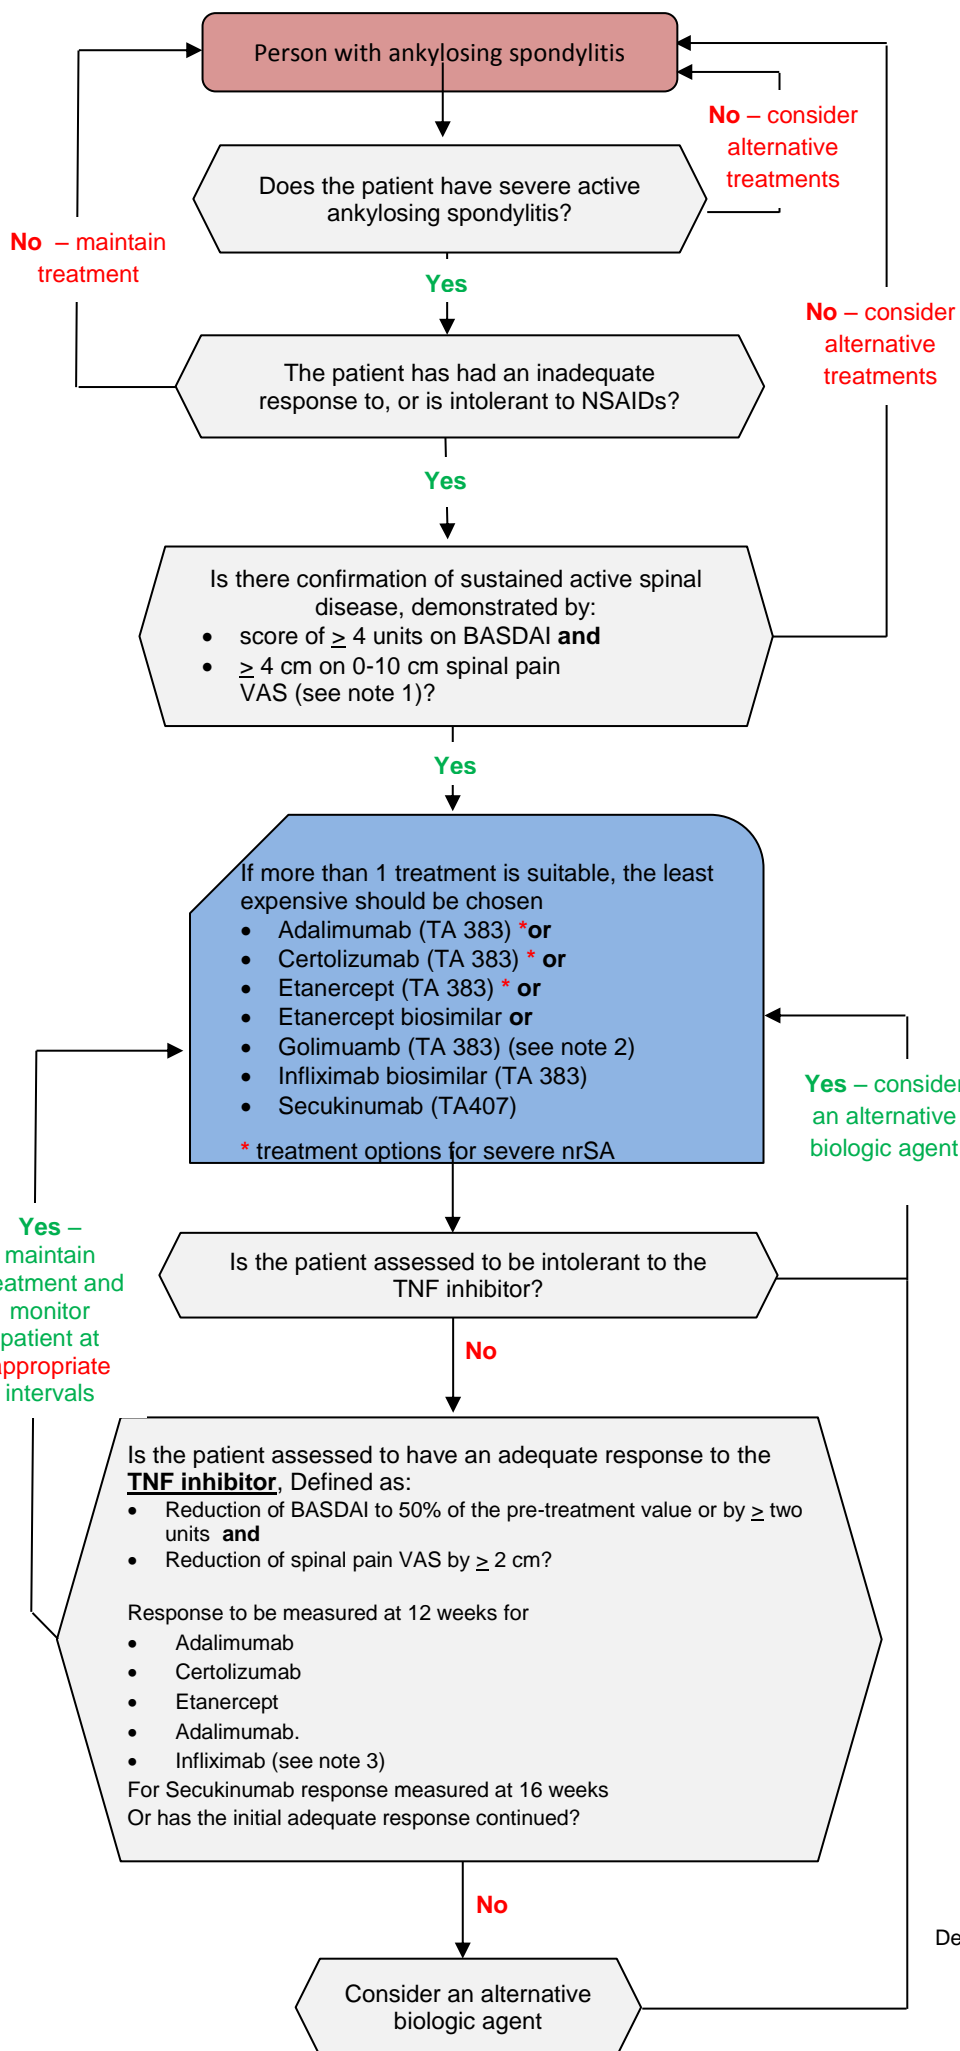 Person with ankylosing spondylitis
No – consider
alternative
treatments
Does the patient have severe active
ankylosing spondylitis?
No – maintain
treatment
Yes
No – consider
alternative
treatments
The patient has had an inadequate
response to, or is intolerant to NSAIDs?
Yes
Is there confirmation of sustained active spinal
disease, demonstrated by:
• score of ≥ 4 units on BASDAI and
• ≥ 4 cm on 0-10 cm spinal pain
VAS (see note 1)?
Yes
If more than 1 treatment is suitable, the least
expensive should be chosen
• Adalimumab (TA 383) *or
• Certolizumab (TA 383) * or
• Etanercept (TA 383) * or
• Etanercept biosimilar or
• Golimuamb (TA 383) (see note 2)
• Infliximab biosimilar (TA 383)
• Secukinumab (TA407)
* treatment options for severe nrSA
Yes – consider
an alternative
biologic agent
Yes –
maintain
eatment and
monitor
patient at
appropriate
intervals
Is the patient assessed to be intolerant to the
TNF inhibitor?
No
Is the patient assessed to have an adequate response to the
TNF inhibitor, Defined as:
• Reduction of BASDAI to 50% of the pre-treatment value or by ≥ two
units and
• Reduction of spinal pain VAS by ≥ 2 cm?
Response to be measured at 12 weeks for
• Adalimumab
• Certolizumab
• Etanercept
• Adalimumab.
• Infliximab (see note 3)
For Secukinumab response measured at 16 weeks
Or has the initial adequate response continued?
No
De
Consider an alternative
biologic agent